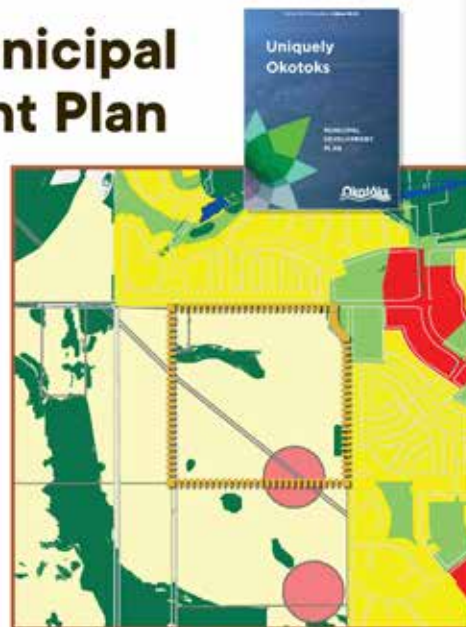 nicipal
nt Plan
Uniquely
Okotoks
MUNICIPAL
DEVELOPMENT
PLAN
Okotoks